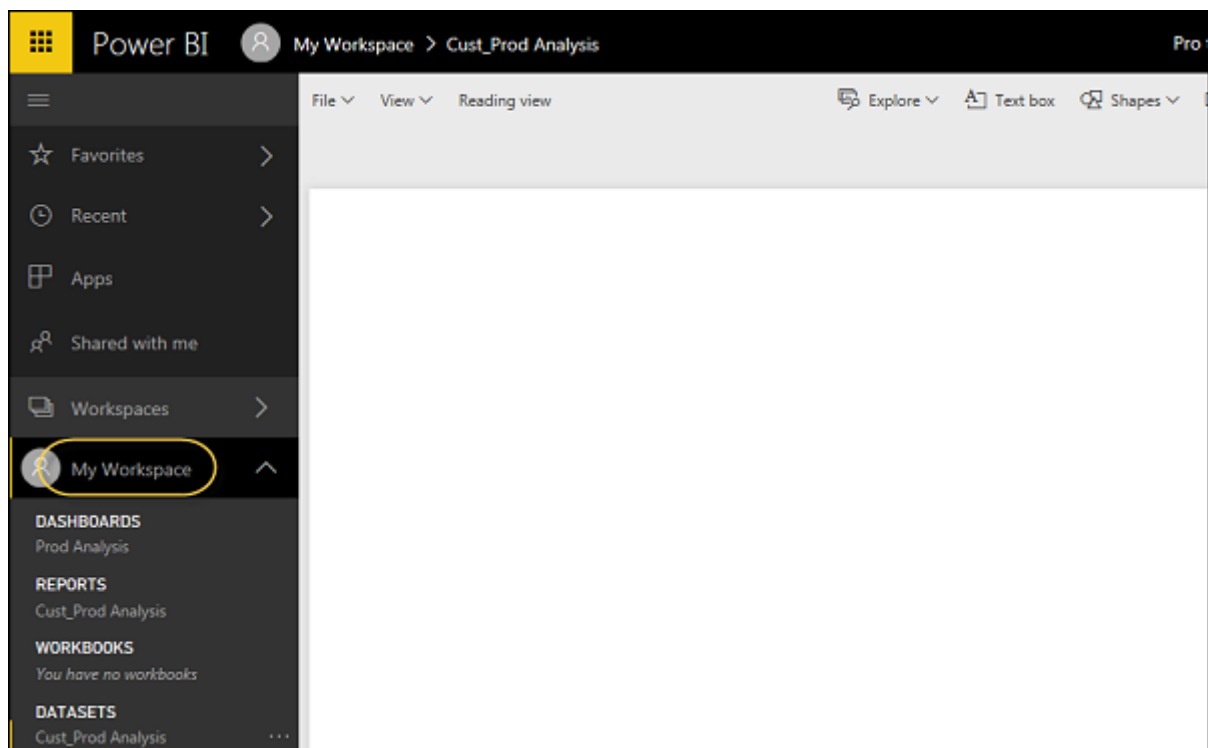 Power BI My Workspace > Cust_Prod Analysis Pro
File View Reading view Explore Text box Shapes
Favorites
Recent
Apps
Shared with me
Workspaces
My Workspace
DASHBOARDS
Prod Analysis
REPORTS
Cust_Prod Analysis
WORKBOOKS
You have no workbooks
DATASETS
Cust_Prod Analysis ...